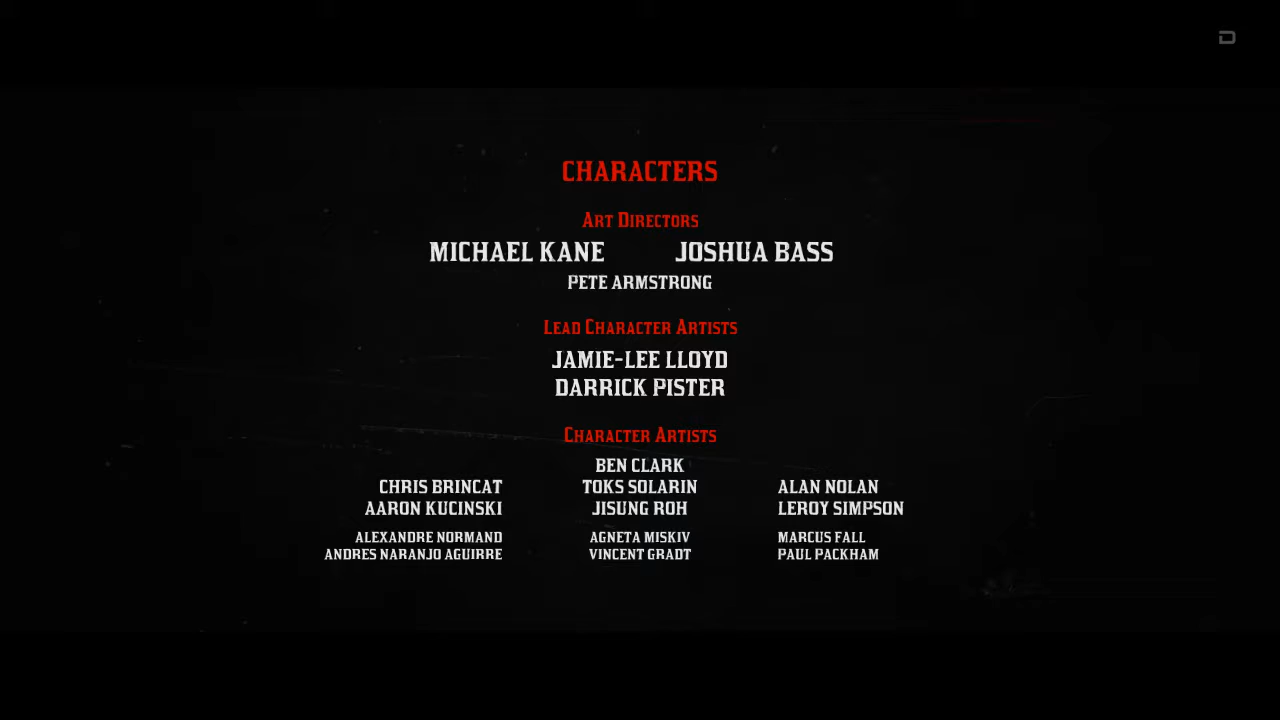 D
CHARACTERS
ART DIRECTORS
MICHAEL KANE JOSHUA BASS
PETE ARMSTRONG
LEAD CHARACTER ARTISTS
JAMIE-LEE LLOYD
DARRICK PISTER
CHARACTER ARTISTS
BEN CLARK
CHRIS BRINCAT TOKS SOLARIN ALAN NOLAN
AARON KUCINSKI JISUNG ROH LEROY SIMPSON
ALEXANDRE NORMAND AGNETA MISKIV MARCUS FALL
ANDRES NARANJO AGUIRRE VINCENT GRADT PAUL PACKHAM